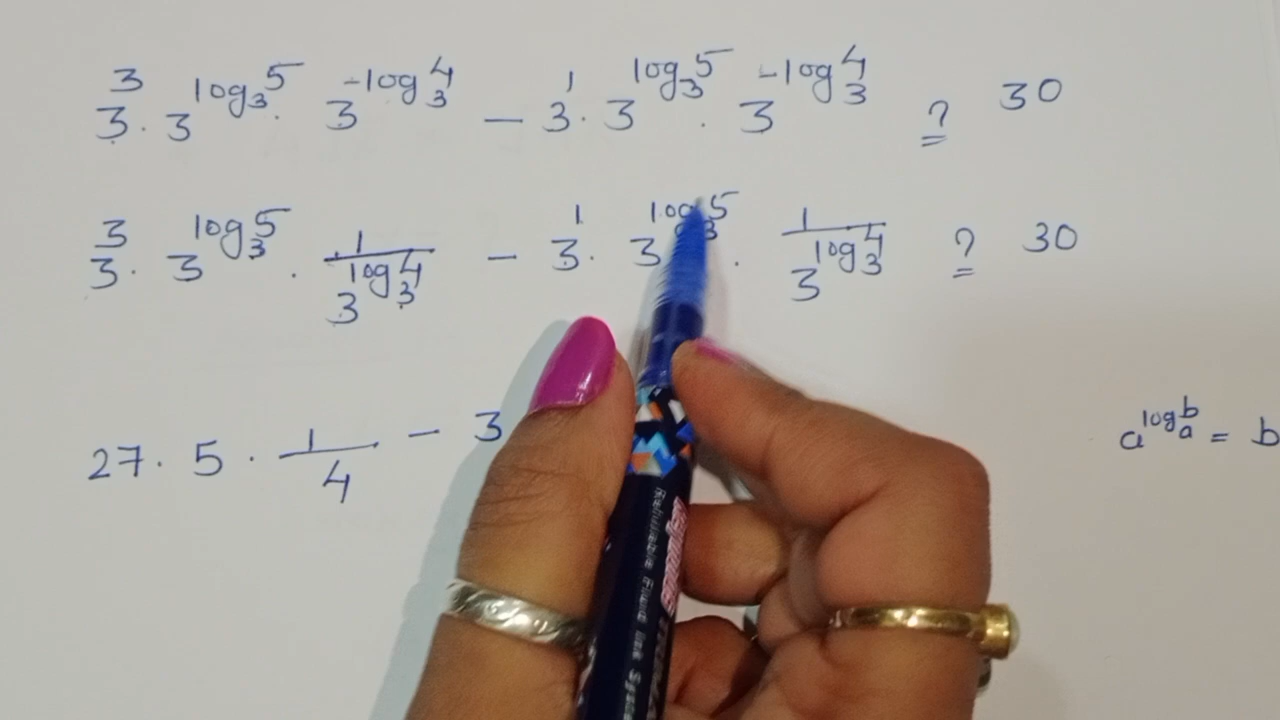 3^3 . 3^{log_3 5} . 3^{-log_3 4} - 3^1 . 3^{log_3 5} . 3^{-log_3 4} ? 30
3^3 . 3^{log_3 5} . 1/3^{log_3 4} - 3^1 . 3^{log_3 5} . 1/3^{log_3 4} ? 30
27 . 5 . 1/4 - 3
a^{log_a b} = b